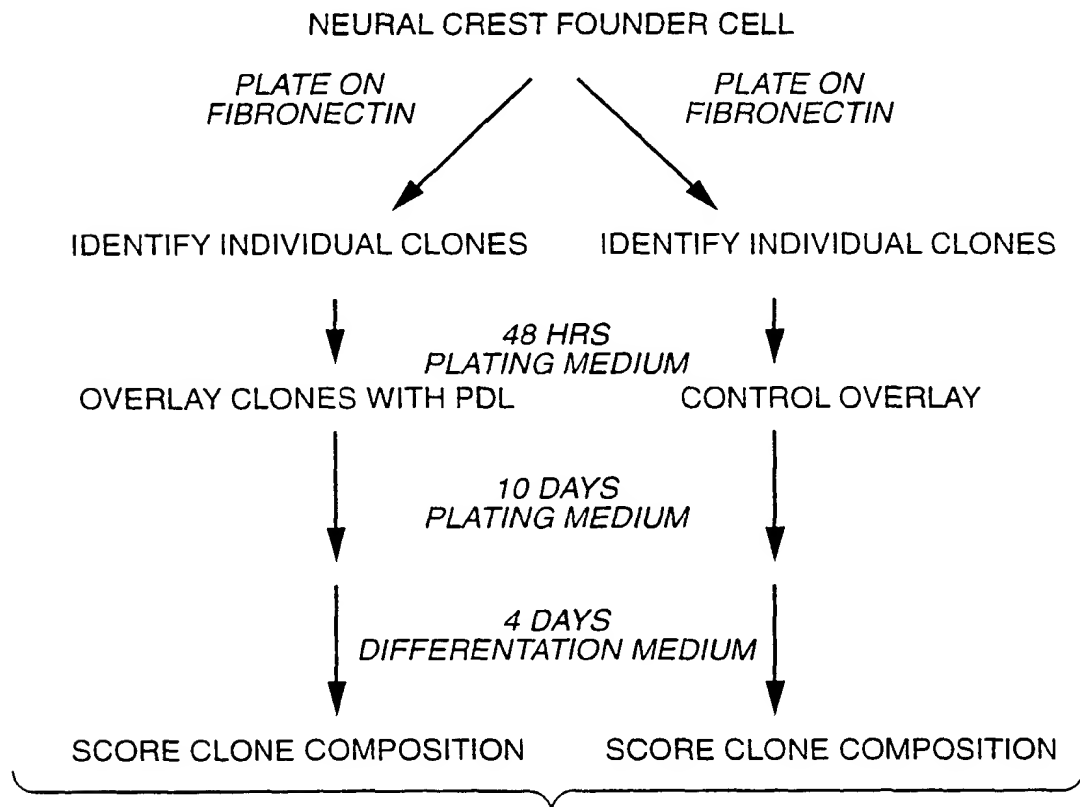 NEURAL CREST FOUNDER CELL
PLATE ON
FIBRONECTIN
PLATE ON
FIBRONECTIN
IDENTIFY INDIVIDUAL CLONES
IDENTIFY INDIVIDUAL CLONES
48 HRS
PLATING MEDIUM
OVERLAY CLONES WITH PDL
CONTROL OVERLAY
10 DAYS
PLATING MEDIUM
4 DAYS
DIFFERENTATION MEDIUM
SCORE CLONE COMPOSITION
SCORE CLONE COMPOSITION